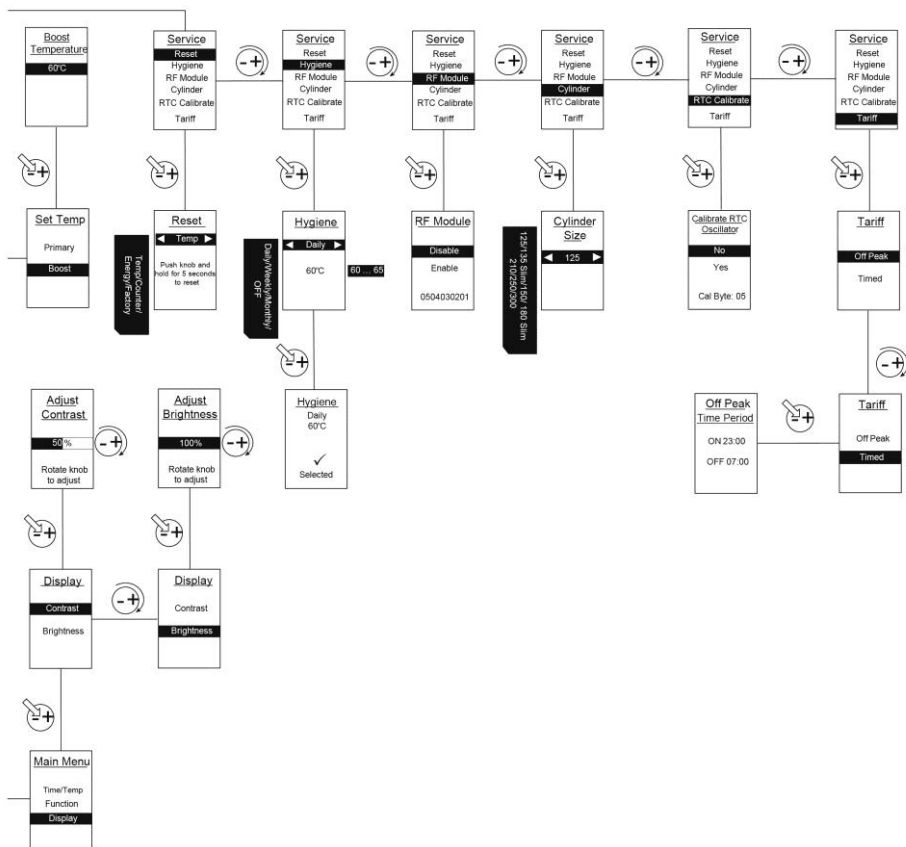 Boost
Temperature
60°C
Service
Reset
Hygiene
RF Module
Cylinder
RTC Calibrate
Tariff
- +
Service
Reset
Hygiene
RF Module
Cylinder
RTC Calibrate
Tariff
- +
Service
Reset
Hygiene
RF Module
Cylinder
RTC Calibrate
Tariff
- +
Service
Reset
Hygiene
RF Module
Cylinder
RTC Calibrate
Tariff
- +
Service
Reset
Hygiene
RF Module
Cylinder
RTC Calibrate
Tariff
- +
Service
Reset
Hygiene
RF Module
Cylinder
RTC Calibrate
Tariff
- +
- +
- +
- +
- +
- +
- +
Set Temp
Primary
Boost
Temp/Counter/
Energy/Factory
Reset
◀ Temp ▶
Push knob and
hold for 5 seconds
to reset
Daily/Weekly/Monthly/
OFF
Hygiene
◀ Daily ▶
60°C
60 ... 65
RF Module
Disable
Enable
0504030201
125/135 Slim/150/ 180 Slim
210/250/300
Cylinder
Size
◀ 125 ▶
Calibrate RTC
Oscillator
No
Yes
Cal Byte: 05
Tariff
Off Peak
Timed
- +
- +
Adjust
Contrast
50 %
Rotate knob
to adjust
- +
Adjust
Brightness
100%
Rotate knob
to adjust
- +
Hygiene
Daily
60°C
✓
Selected
Off Peak
Time Period
ON 23:00
OFF 07:00
- +
Tariff
Off Peak
Timed
- +
- +
Display
Contrast
Brightness
- +
Display
Contrast
Brightness
- +
Main Menu
Time/Temp
Function
Display